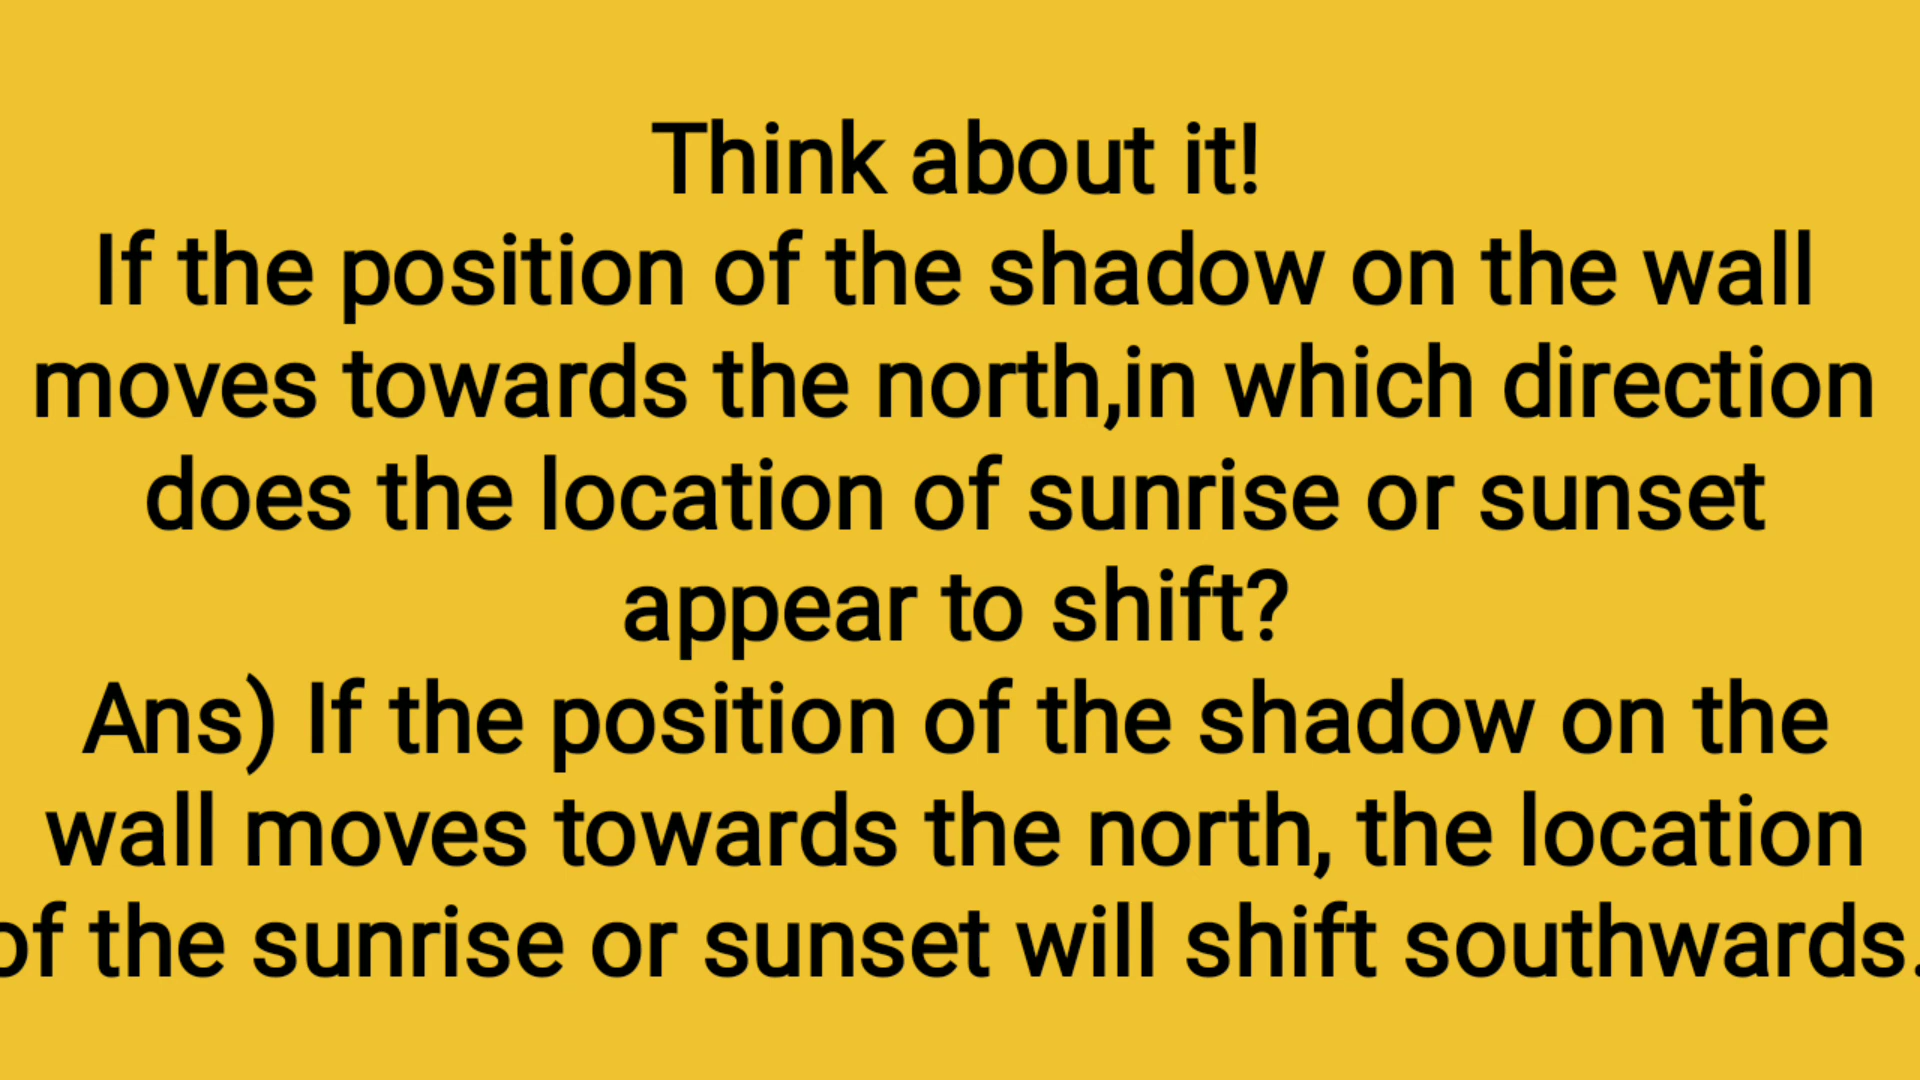 Think about it!
If the position of the shadow on the wall
moves towards the north,in which direction
does the location of sunrise or sunset
appear to shift?
Ans) If the position of the shadow on the
wall moves towards the north, the location
of the sunrise or sunset will shift southwards.